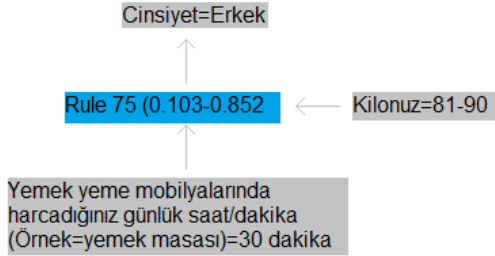 Cinsiyet=Erkek
Rule 75 (0.103-0.852
Kilonuz=81-90
Yemek yeme mobilyalarında
harcadığınız günlük saat/dakika
(Örnek=yemek masası)=30 dakika